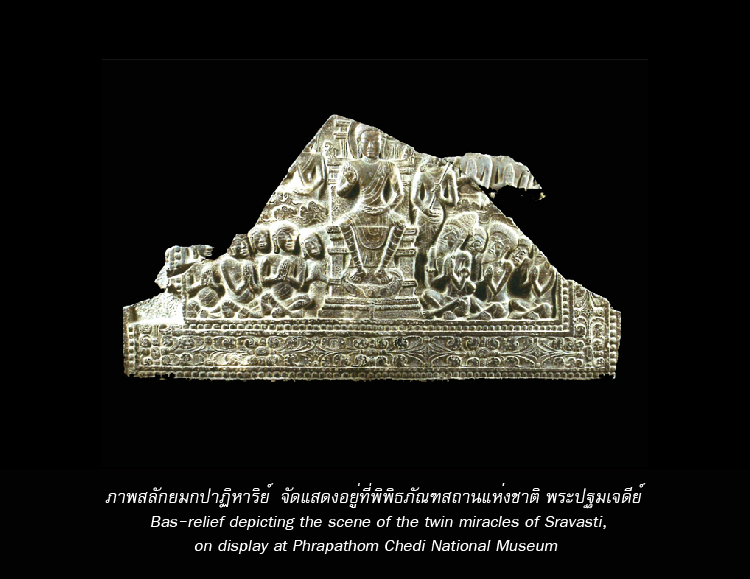 ภาพสลักยมกปาฏิหาริย์ จัดแสดงอยู่ที่พิพิธภัณฑสถานแห่งชาติ พระปฐมเจดีย์
Bas-relief depicting the scene of the twin miracles of Sravasti,
on display at Phrapathom Chedi National Museum